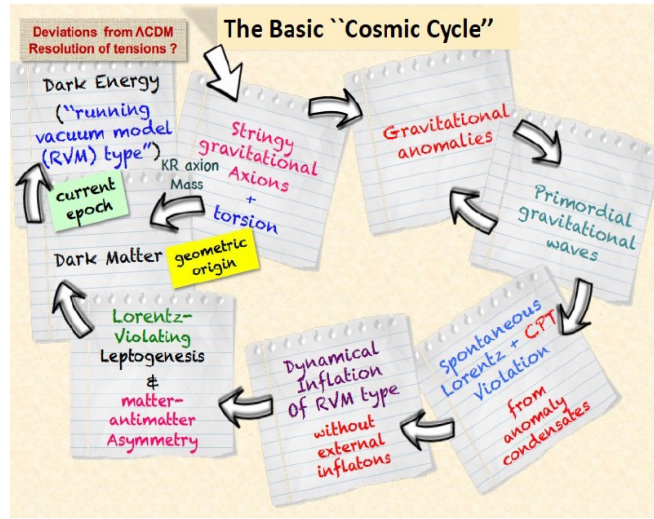 The Basic ``Cosmic Cycle”
Deviations from ΛCDM
Resolution of tensions ?
Dark Energy
(“running
vacuum model
(RVM) type”)
current
epoch
KR axion
Mass
Stringy
gravitational
Axions
+
torsion
Gravitational
anomalies
Primordial
gravitational
waves
Spontaneous
Lorentz + CPT
Violation
from
anomaly
condensates
Dynamical
Inflation
Of RVM type
without
external
inflatons
Lorentz-
Violating
Leptogenesis
&
matter-
antimatter
Asymmetry
Dark Matter
geometric
origin